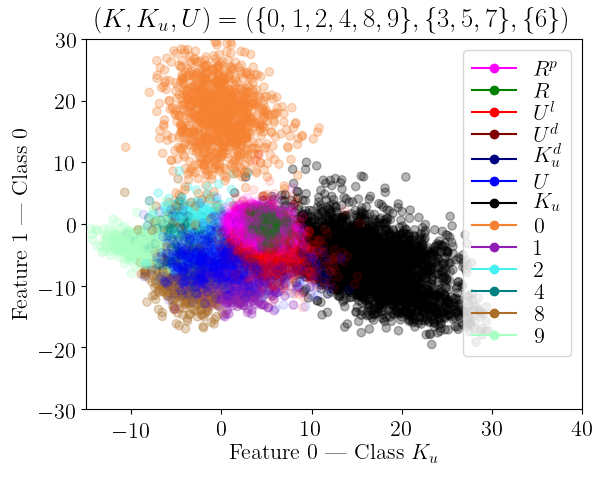 (K, K_u, U) = ({0, 1, 2, 4, 8, 9}, {3, 5, 7}, {6})
30
20
10
0
−10
−20
−30
Feature 1 — Class 0
R^p
R
U^l
U^d
K_u^d
U
K_u
0
1
2
4
8
9
−10
0
10
20
30
40
Feature 0 — Class K_u